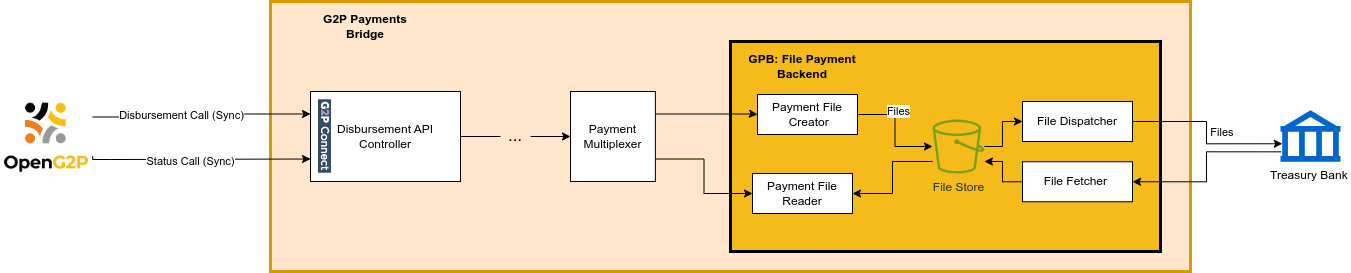 G2P Payments
Bridge
GPB: File Payment
Backend
OpenG2P
Disbursement Call (Sync)
Status Call (Sync)
G2P Connect
Disbursement API
Controller
...
Payment
Multiplexer
Payment File
Creator
Files
Payment File
Reader
File Store
File Dispatcher
File Fetcher
Files
Treasury Bank